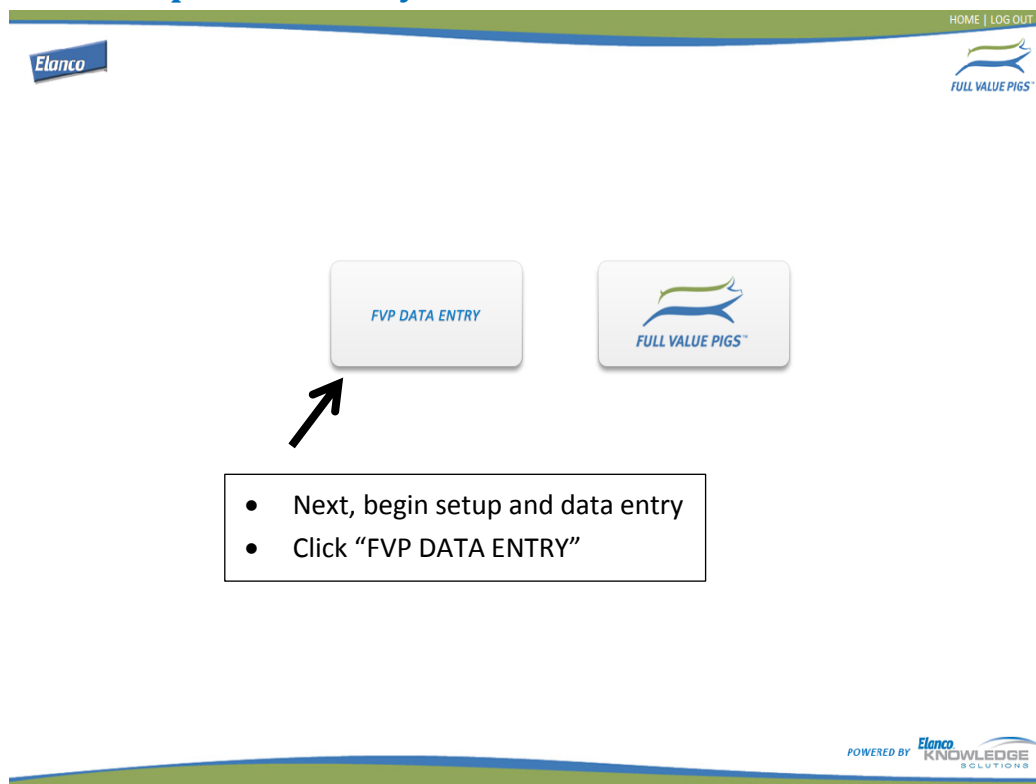 HOME | LOG OUT
Elanco
FULL VALUE PIGS™
FVP DATA ENTRY
FULL VALUE PIGS™
• Next, begin setup and data entry
• Click “FVP DATA ENTRY”
POWERED BY Elanco
KNOWLEDGE
SOLUTIONS